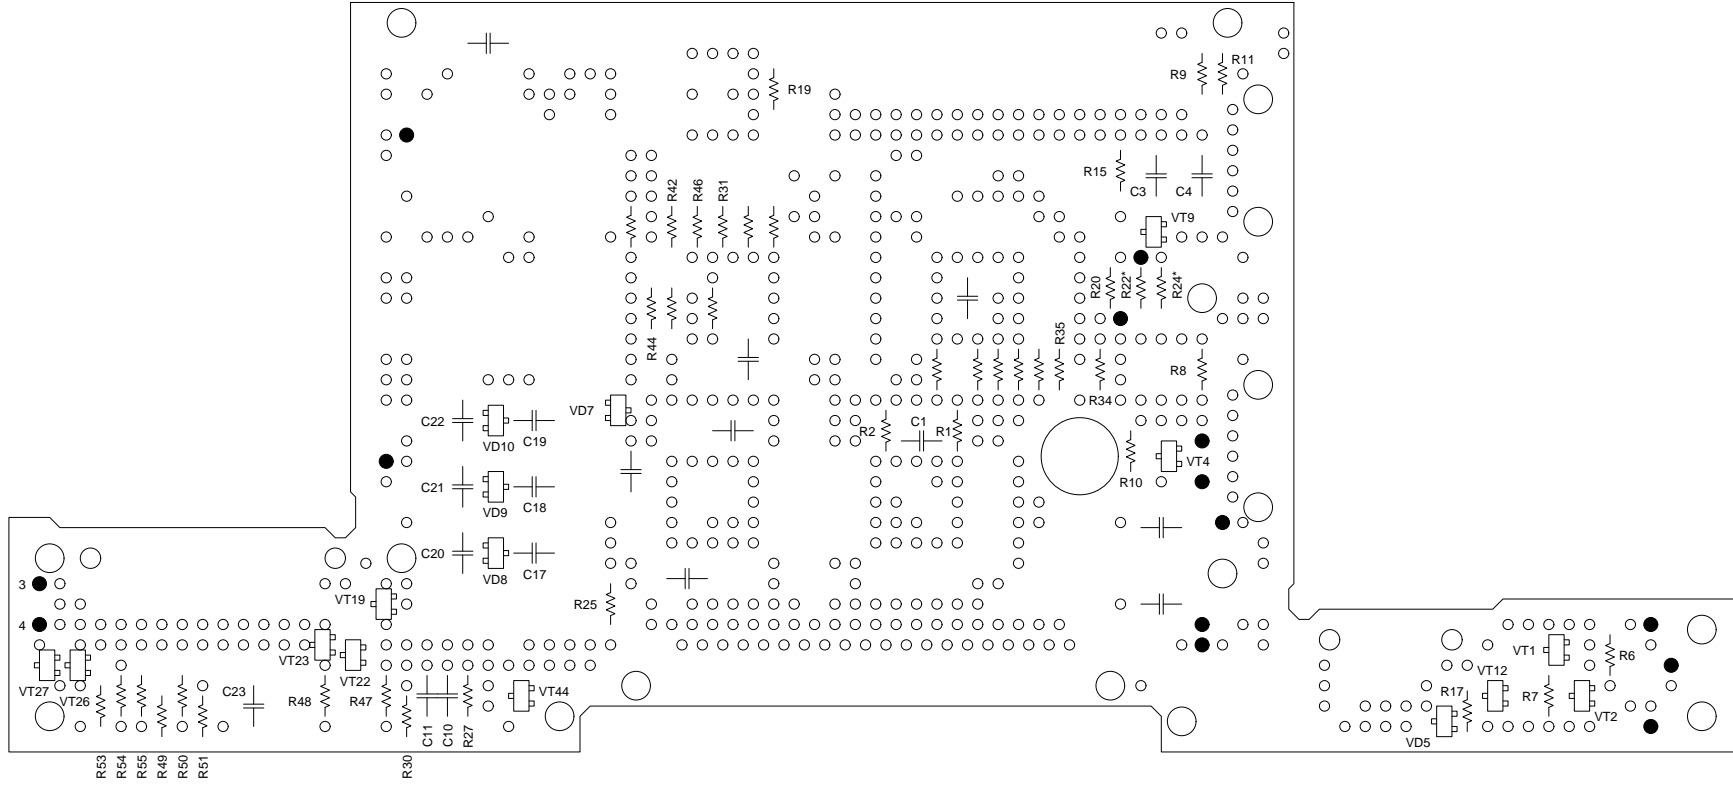 R19
R9
R11
R42
R46
R31
R15
C3
C4
VT9
R20
R22*
R24*
R44
R35
R8
R34
C22
VD10
C19
VD7
R2
C1
R1
VT4
R10
C21
VD9
C18
C20
VD8
C17
3
VT19
R25
4
VT23
VT22
VT27
VT26
C23
R48
R47
VT44
VT1
R6
VT12
R17
R7
VT2
VD5
R53
R54
R55
R49
R50
R51
R30
C11
C10
R27